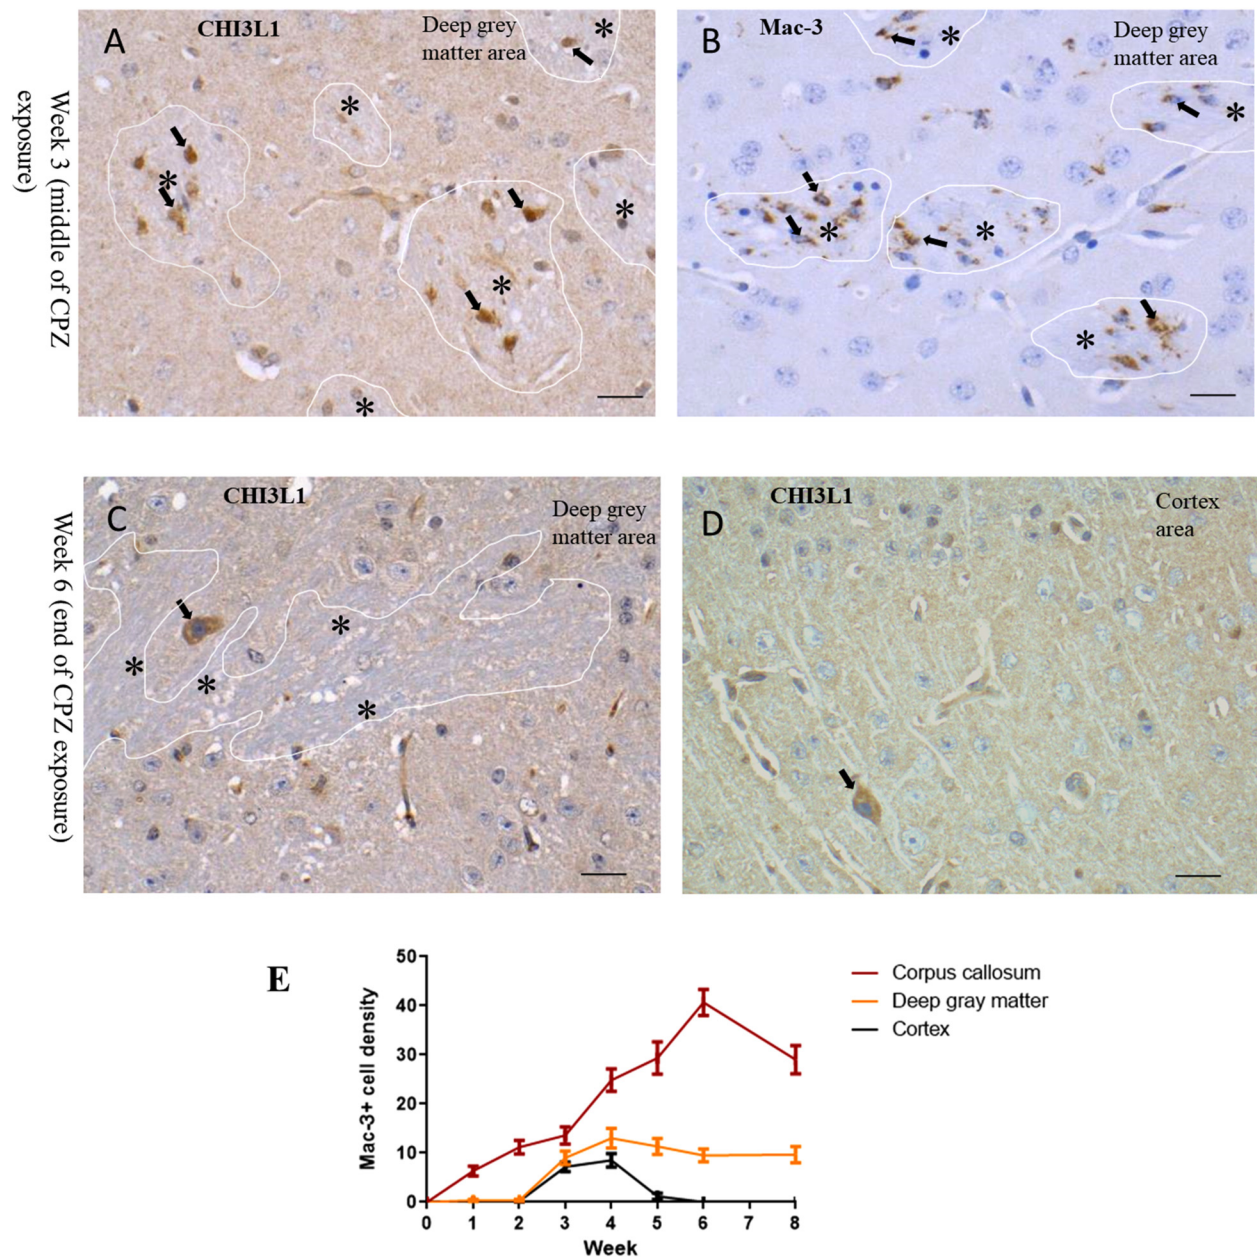 A
CHI3L1
Deep grey
matter area
*
*
*
*
*
*
B
Mac-3
Deep grey
matter area
*
*
*
*
*
Week 3 (middle of CPZ
exposure)
C
CHI3L1
Deep grey
matter area
*
*
*
*
D
CHI3L1
Cortex
area
Week 6 (end of CPZ exposure)
E
Mac-3+ cell density
50
40
30
20
10
0
0 1 2 3 4 5 6 7 8
Week
Corpus callosum
Deep gray matter
Cortex